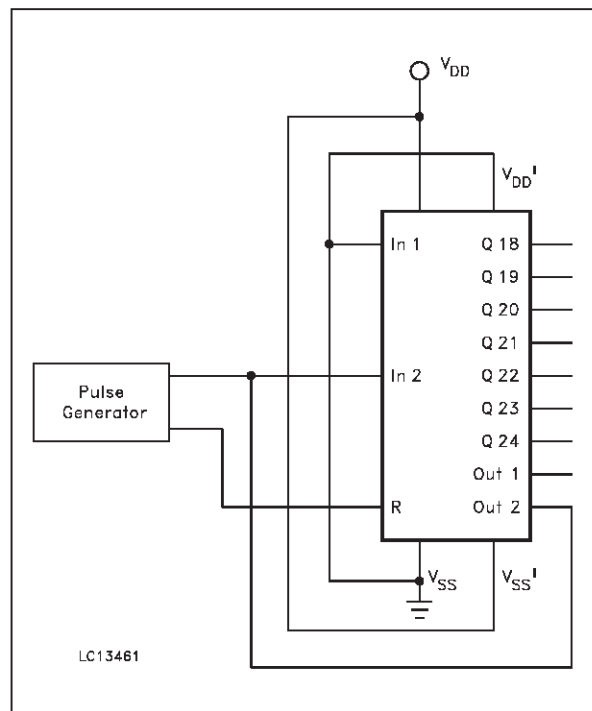 VDD
VDD'
In 1
Q 18
Q 19
Q 20
Q 21
In 2
Q 22
Pulse
Generator
Q 23
Q 24
Out 1
R
Out 2
VSS
VSS'
LC13461